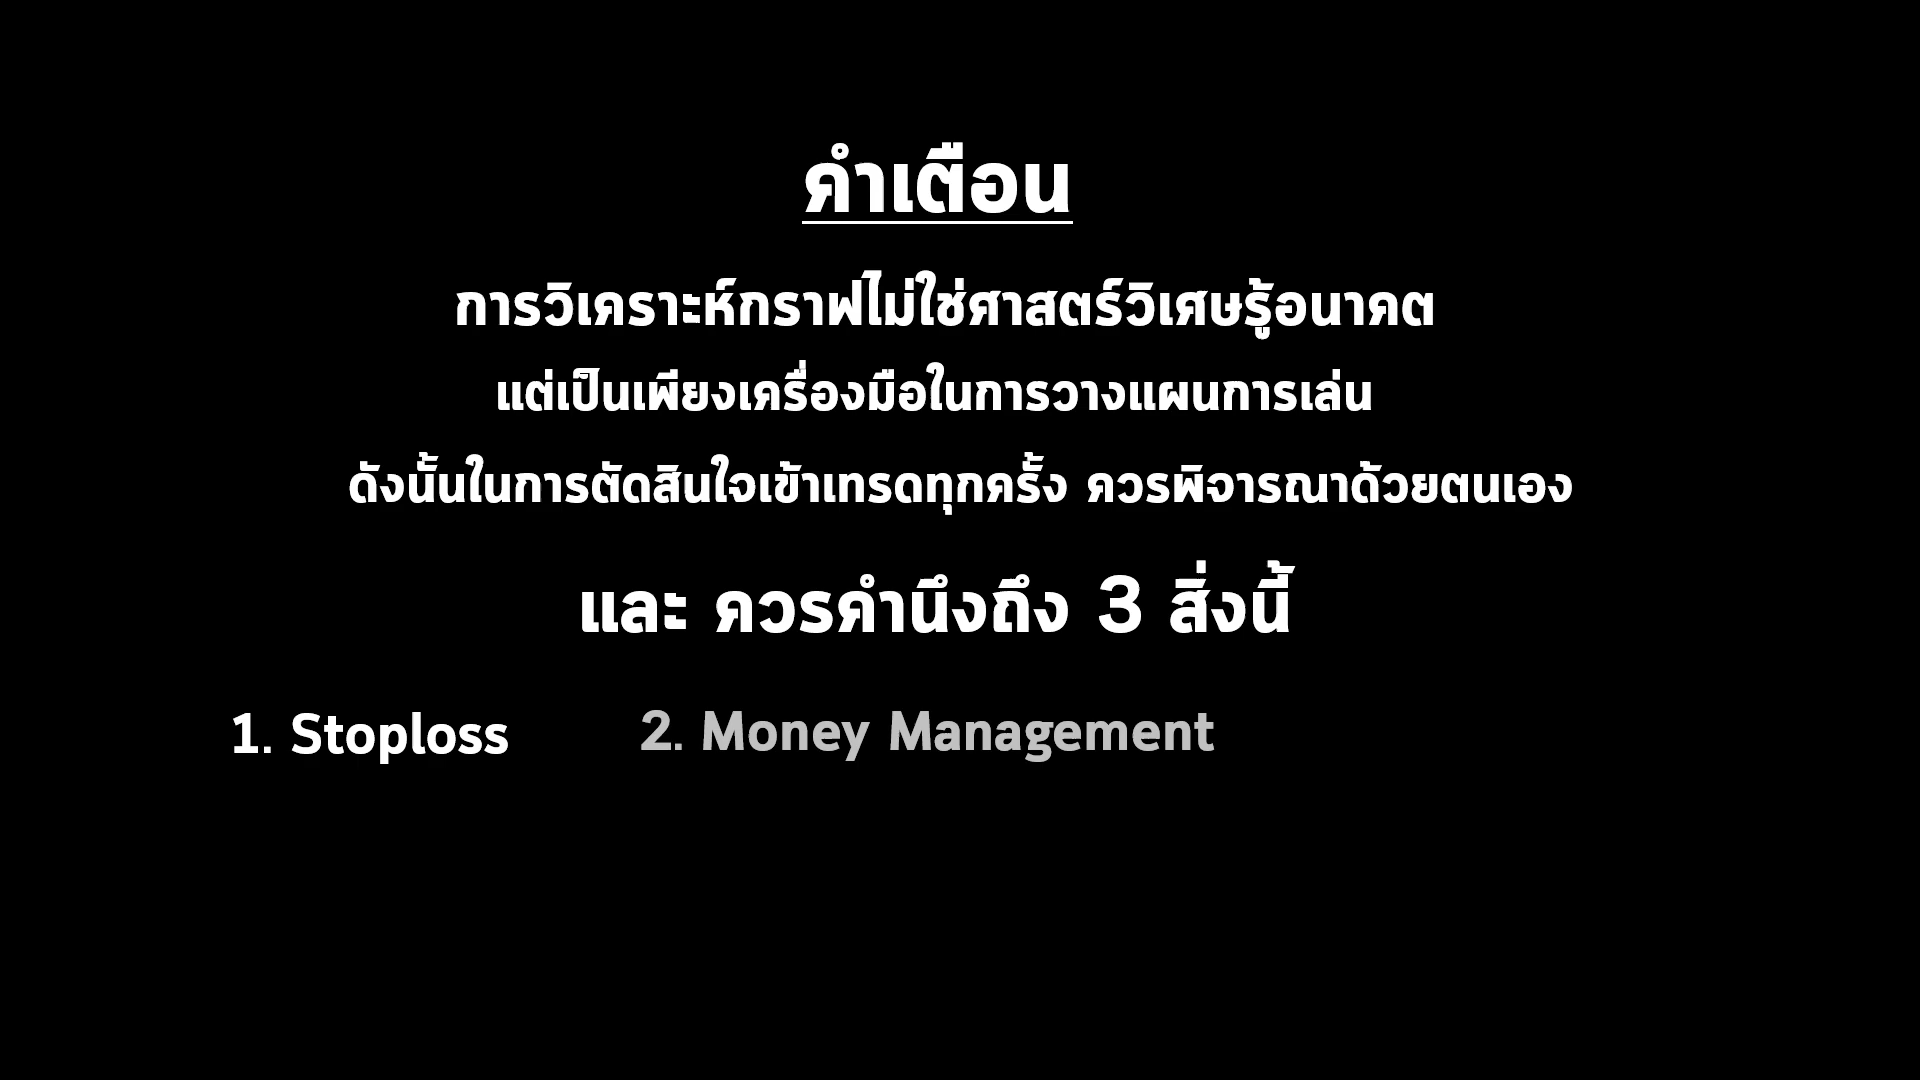 คำเตือน
การวิเคราะห์กราฟไม่ใช่ศาสตร์วิเศษรู้อนาคต
แต่เป็นเพียงเครื่องมือในการวางแผนการเล่น
ดังนั้นในการตัดสินใจเข้าเทรดทุกครั้ง ควรพิจารณาด้วยตนเอง
และ ควรคำนึงถึง 3 สิ่งนี้
1. Stoploss 2. Money Management